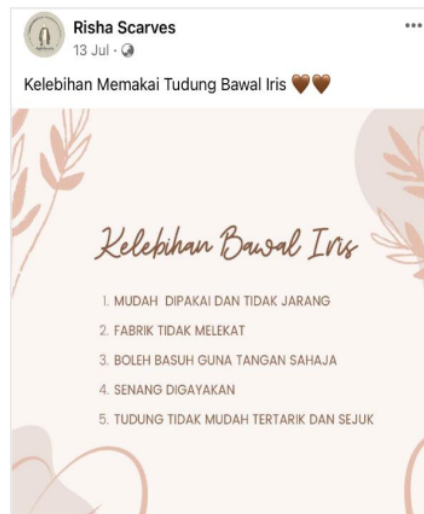 Risha Scarves
13 Jul ·
Kelebihan Memakai Tudung Bawal Iris 🤎🤎
Kelebihan Bawal Iris
1. MUDAH DIPAKAI DAN TIDAK JARANG
2. FABRIK TIDAK MELEKAT
3. BOLEH BASUH GUNA TANGAN SAHAJA
4. SENANG DIGAYAKAN
5. TUDUNG TIDAK MUDAH TERTARIK DAN SEJUK